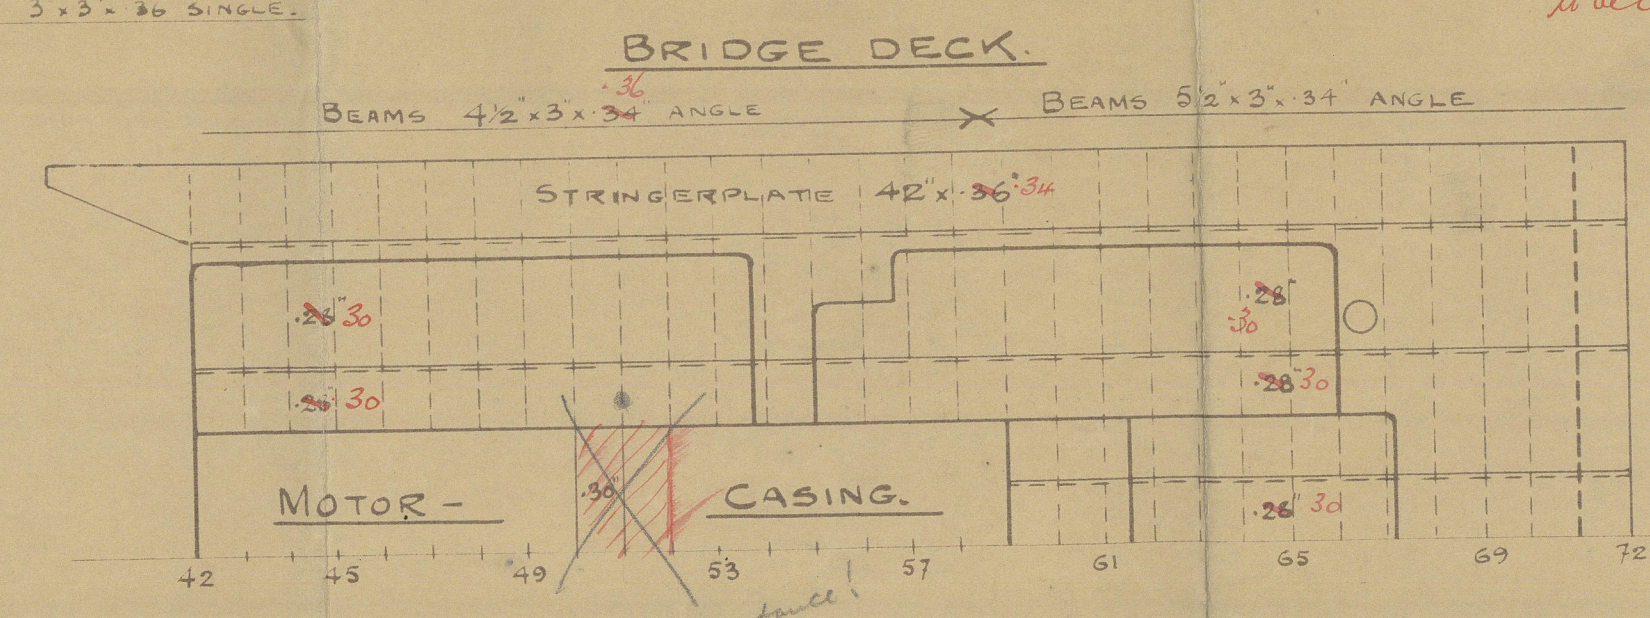 3 x 3 x .36 SINGLE.
BRIDGE DECK.
.36
BEAMS 4½" x 3" x .34" ANGLE
BEAMS 5½" x 3" x .34" ANGLE
STRINGERPLATE 42" x .36" .34
.28" 30
.28" .30
.26" 30
.28" 30
.30"
MOTOR - CASING.
.28" 30
42 45 49 53 57 61 65 69 72